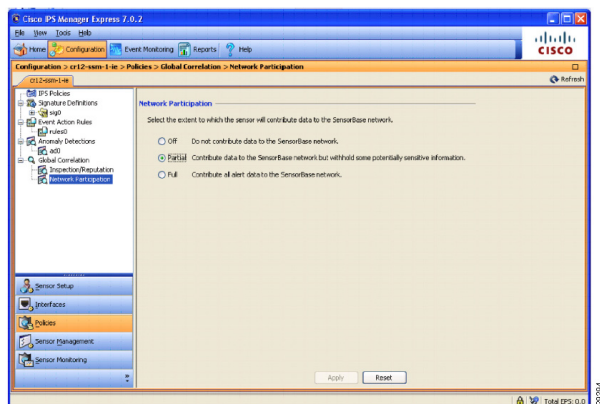 Cisco IPS Manager Express 7.0.2
File View Tools Help
Home Configuration Event Monitoring Reports Help
CISCO
Configuration > cr12-ssm-1-ie > Policies > Global Correlation > Network Participation
cr12-ssm-1-ie
Refresh
IPS Policies
Signature Definitions
sig0
Event Action Rules
rules0
Anomaly Detections
ad0
Global Correlation
Inspection/Reputation
Network Participation
Network Participation
Select the extent to which the sensor will contribute data to the SensorBase network.
Off Do not contribute data to the SensorBase network.
Partial Contribute data to the SensorBase network but withhold some potentially sensitive information.
Full Contribute all alert data to the SensorBase network.
Sensor Setup
Interfaces
Policies
Sensor Management
Sensor Monitoring
Apply Reset
Total EPS: 0.0